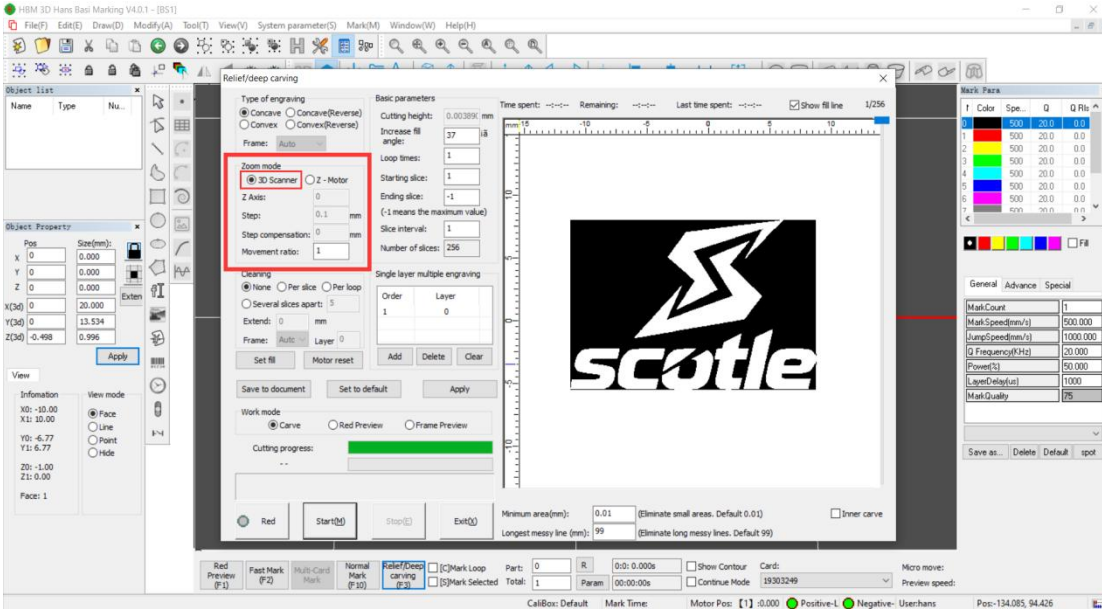 HBM 3D Hans Basi Marking V4.0.1 - [BS1]
File(F) Edit(E) Draw(D) Modify(A) Tool(T) View(V) System parameter(S) Mark(M) Window(W) Help(H)
Object list
Name Type Nu...
Object Property
Pos Size(mm):
X 0 0.000
Y 0 0.000
Z 0 0.000
Exten
X(3d) 0 20.000
Y(3d) 0 13.534
Z(3d) -0.498 0.996
Apply
View
Infomation View mode
X0: -10.00
X1: 10.00
Y0: -6.77
Y1: 6.77
Z0: -1.00
Z1: 0.00
Face: 1
Face
Line
Point
Hide
Relief/deep carving
Type of engraving
Concave Concave(Reverse)
Convex Convex(Reverse)
Frame: Auto
Zoom mode
3D Scanner Z - Motor
Z Axis: 0
Step: 0.1 mm
Step compensation: 0 mm
Movement ratio: 1
Cleaning
None Per slice Per loop
Several slices apart: 5
Extend: 0 mm
Frame: Autc Layer 0
Set fill Motor reset
Basic parameters
Cutting height: 0.00389( mm
Increase fill angle: 37 iã
Loop times: 1
Starting slice: 1
Ending slice: -1
(-1 means the maximum value)
Slice interval: 1
Number of slices: 256
Single layer multiple engraving
Order Layer
1 0
Add Delete Clear
Save to document Set to default Apply
Work mode
Carve Red Preview Frame Preview
Cutting progress:
- -
Red Start(M) Stop(E) Exit(X)
Time spent: --:--:-- Remaining: --:--:-- Last time spent: --:--:-- Show fill line 1/256
mm -15 -10 -5 0 5 10
scotle
Minimum area(mm): 0.01 (Eliminate small areas. Default 0.01) Inner carve
Longest messy line (mm): 99 (Eliminate long messy lines. Default 99)
Mark Para
Color Spe... Q Q Rls
0 500 20.0 0.0
1 500 20.0 0.0
2 500 20.0 0.0
3 500 20.0 0.0
4 500 20.0 0.0
5 500 20.0 0.0
6 500 20.0 0.0
7 500 20.0 0.0
Fill
General Advance Special
MarkCount 1
MarkSpeed(mm/s) 500.000
JumpSpeed(mm/s) 1000.000
Q Frequency(KHz) 20.000
Power(%) 50.000
LayerDelay(us) 1000
MarkQuality 75
Save as... Delete Default spot
Red Preview (F1)
Fast Mark (F2)
Multi-Card Mark
Normal Mark (F10)
Relief/Deep carving (F3)
[C]Mark Loop Part: 0 R 0:0: 0.000s Show Contour Card: Micro move:
[S]Mark Selected Total: 1 Param 00:00:00s Continue Mode 19303249 Preview speed:
CaliBox: Default Mark Time: Motor Pos: 【1】:0.000 Positive-L Negative- User:hans Pos:-134.085, 94.426